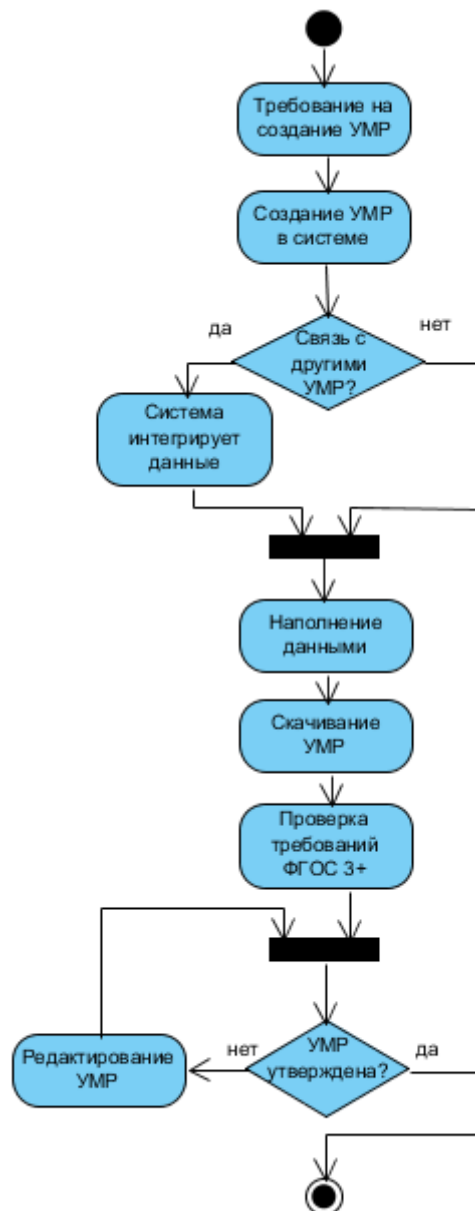 Требование на
создание УМР
Создание УМР
в системе
да
нет
Связь с
другими
УМР?
Система
интегрирует
данные
Наполнение
данными
Скачивание
УМР
Проверка
требований
ФГОС 3+
Редактирование
УМР
нет
УМР
утверждена?
да